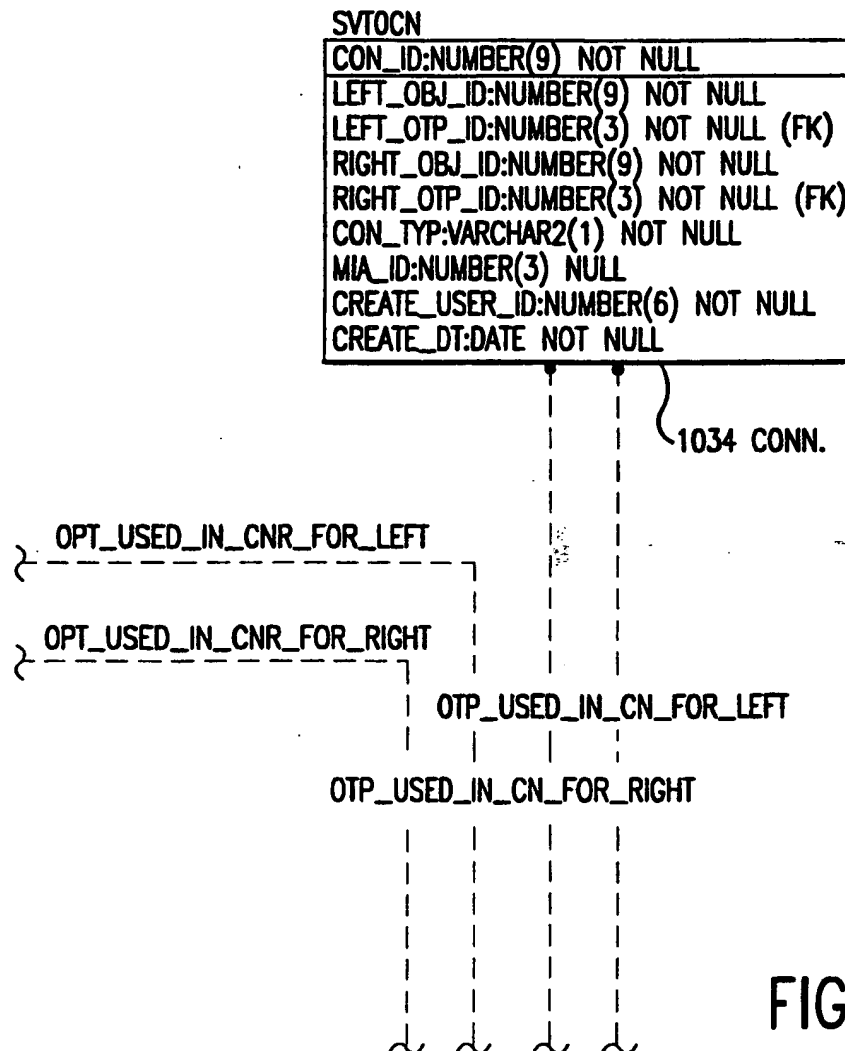 SVTOCN
CON_ID:NUMBER(9) NOT NULL
LEFT_OBJ_ID:NUMBER(9) NOT NULL
LEFT_OTP_ID:NUMBER(3) NOT NULL (FK)
RIGHT_OBJ_ID:NUMBER(9) NOT NULL
RIGHT_OTP_ID:NUMBER(3) NOT NULL (FK)
CON_TYP:VARCHAR2(1) NOT NULL
MIA_ID:NUMBER(3) NULL
CREATE_USER_ID:NUMBER(6) NOT NULL
CREATE_DT:DATE NOT NULL
1034 CONN.
OPT_USED_IN_CNR_FOR_LEFT
OPT_USED_IN_CNR_FOR_RIGHT
OTP_USED_IN_CN_FOR_LEFT
OTP_USED_IN_CN_FOR_RIGHT
FIG